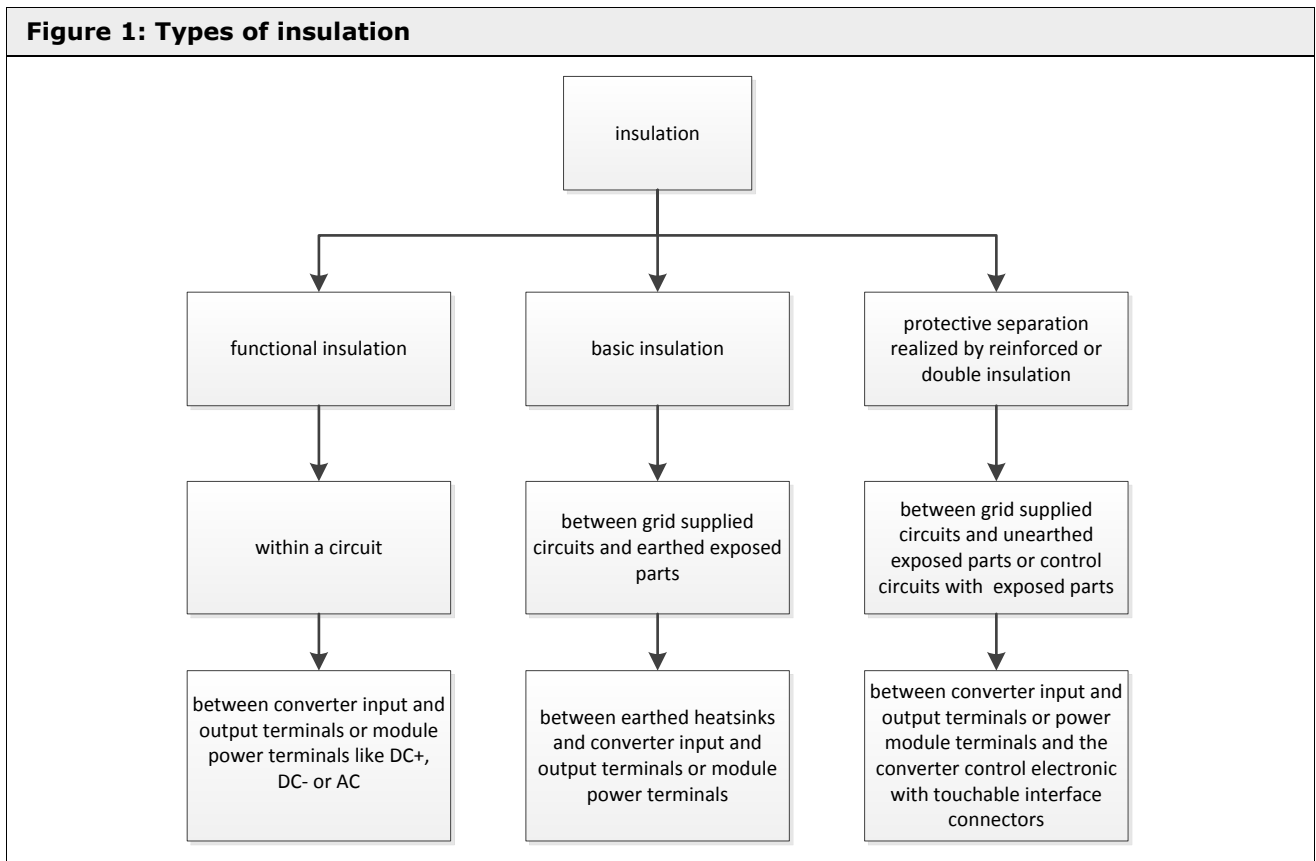 Figure 1: Types of insulation
insulation
functional insulation
basic insulation
protective separation
realized by reinforced or
double insulation
within a circuit
between grid supplied
circuits and earthed exposed
parts
between grid supplied
circuits and unearthed
exposed parts or control
circuits with exposed parts
between converter input and
output terminals or module
power terminals like DC+,
DC- or AC
between earthed heatsinks
and converter input and
output terminals or module
power terminals
between converter input and
output terminals or power
module terminals and the
converter control electronic
with touchable interface
connectors